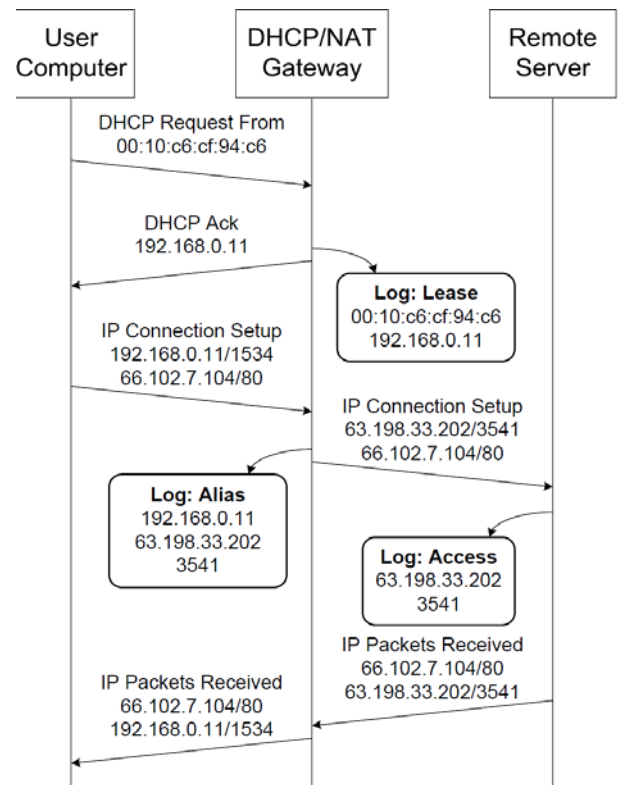 User
Computer
DHCP/NAT
Gateway
Remote
Server
DHCP Request From
00:10:c6:cf:94:c6
DHCP Ack
192.168.0.11
Log: Lease
00:10:c6:cf:94:c6
192.168.0.11
IP Connection Setup
192.168.0.11/1534
66.102.7.104/80
IP Connection Setup
63.198.33.202/3541
66.102.7.104/80
Log: Alias
192.168.0.11
63.198.33.202
3541
Log: Access
63.198.33.202
3541
IP Packets Received
66.102.7.104/80
63.198.33.202/3541
IP Packets Received
66.102.7.104/80
192.168.0.11/1534